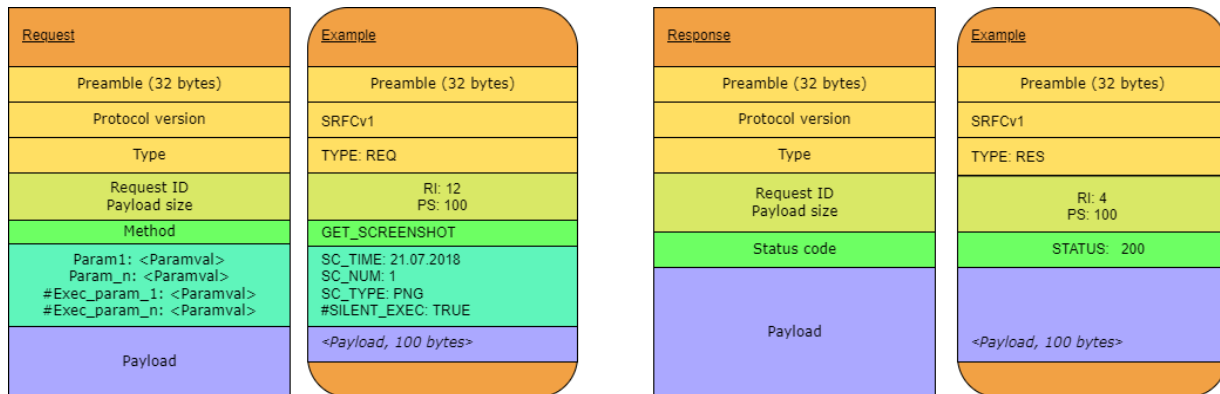 Request
Preamble (32 bytes)
Protocol version
Type
Request ID
Payload size
Method
Param1: <Paramval>
Param_n: <Paramval>
#Exec_param_1: <Paramval>
#Exec_param_n: <Paramval>
Payload
Example
Preamble (32 bytes)
SRFCv1
TYPE: REQ
RI: 12
PS: 100
GET_SCREENSHOT
SC_TIME: 21.07.2018
SC_NUM: 1
SC_TYPE: PNG
#SILENT_EXEC: TRUE
<Payload, 100 bytes>
Response
Preamble (32 bytes)
Protocol version
Type
Request ID
Payload size
Status code
Payload
Example
Preamble (32 bytes)
SRFCv1
TYPE: RES
RI: 4
PS: 100
STATUS: 200
<Payload, 100 bytes>